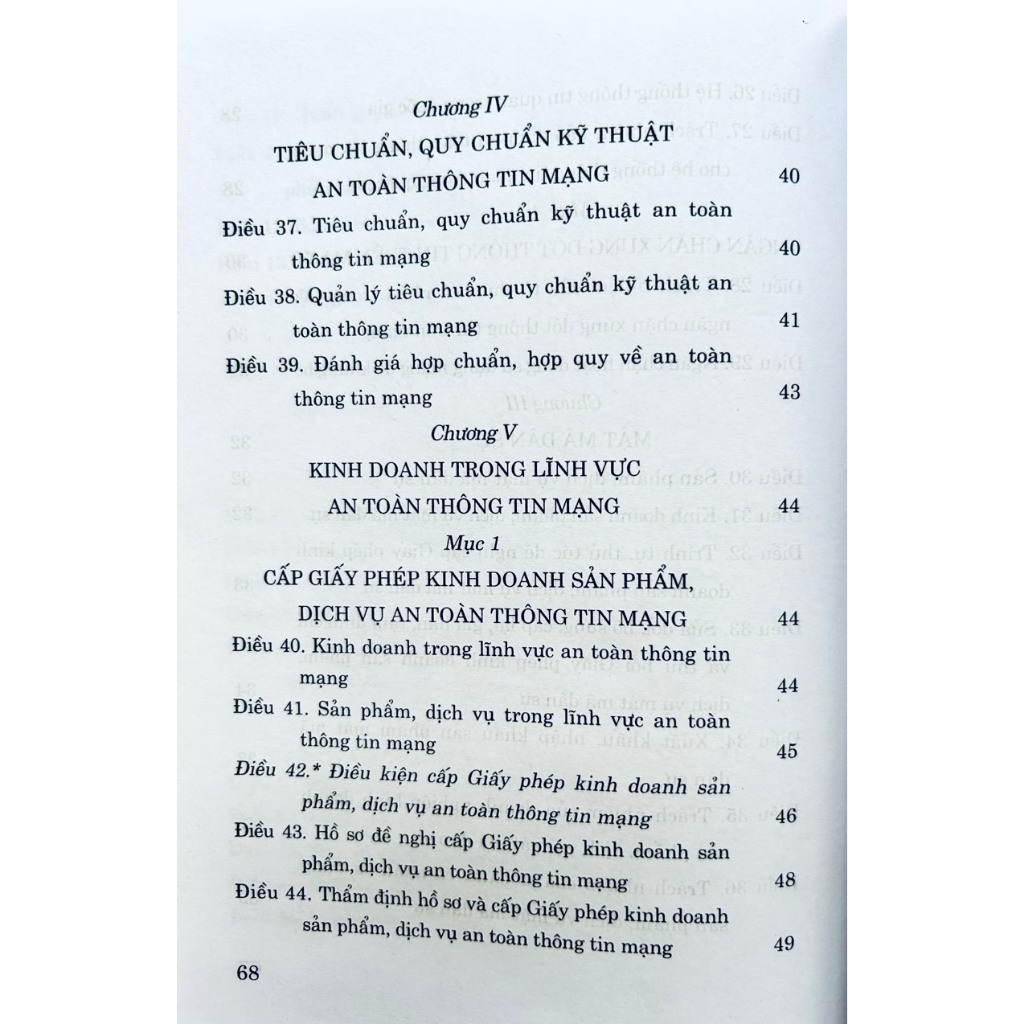 Chương IV
TIÊU CHUẨN, QUY CHUẨN KỸ THUẬT
AN TOÀN THÔNG TIN MẠNG 40
Điều 37. Tiêu chuẩn, quy chuẩn kỹ thuật an toàn
thông tin mạng 40
Điều 38. Quản lý tiêu chuẩn, quy chuẩn kỹ thuật an
toàn thông tin mạng 41
Điều 39. Đánh giá hợp chuẩn, hợp quy về an toàn
thông tin mạng 43
Chương V
KINH DOANH TRONG LĨNH VỰC
AN TOÀN THÔNG TIN MẠNG 44
Mục 1
CẤP GIẤY PHÉP KINH DOANH SẢN PHẨM,
DỊCH VỤ AN TOÀN THÔNG TIN MẠNG 44
Điều 40. Kinh doanh trong lĩnh vực an toàn thông tin
mạng 44
Điều 41. Sản phẩm, dịch vụ trong lĩnh vực an toàn
thông tin mạng 45
Điều 42.* Điều kiện cấp Giấy phép kinh doanh sản
phẩm, dịch vụ an toàn thông tin mạng 46
Điều 43. Hồ sơ đề nghị cấp Giấy phép kinh doanh sản
phẩm, dịch vụ an toàn thông tin mạng 48
Điều 44. Thẩm định hồ sơ và cấp Giấy phép kinh doanh
sản phẩm, dịch vụ an toàn thông tin mạng 49
68